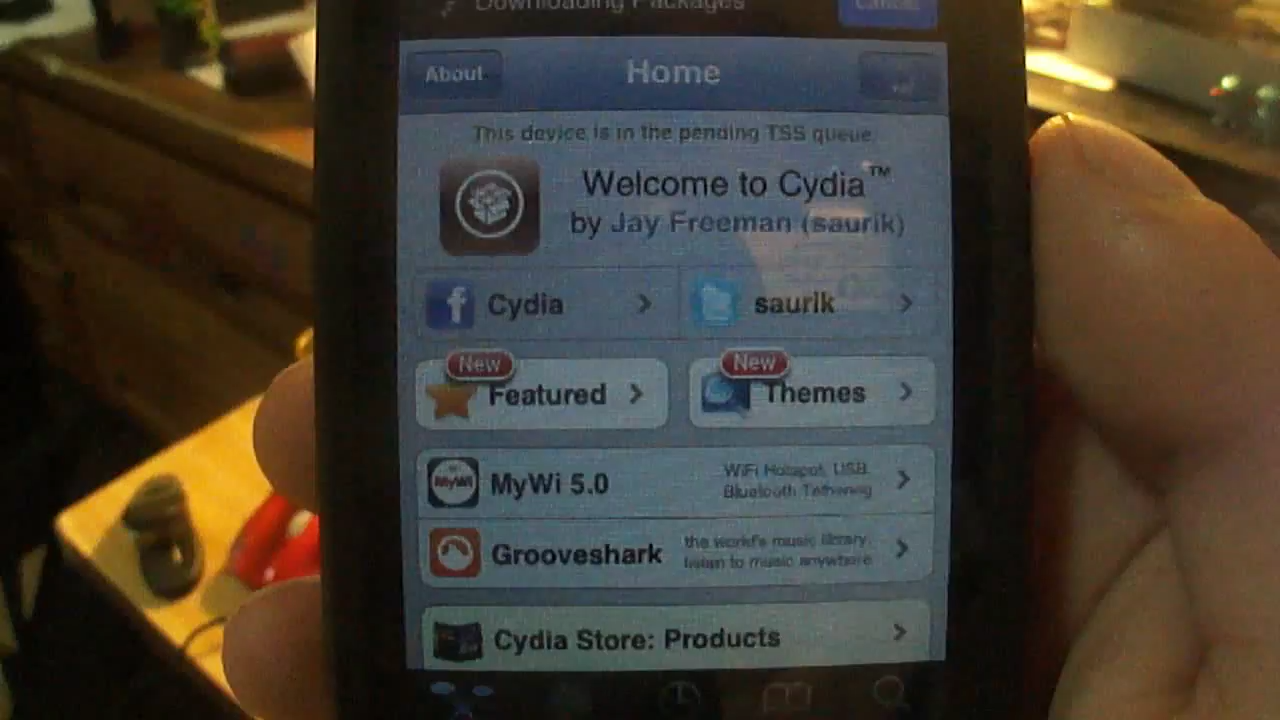 Downloading Packages
Cancel
About
Home
This device is in the pending TSS queue.
Welcome to Cydia™
by Jay Freeman (saurik)
Cydia
saurik
New
New
Featured
Themes
MyWi
MyWi 5.0
WiFi Hotspot, USB,
Bluetooth Tethering
Grooveshark
the world's music library,
listen to music anywhere
Cydia Store: Products